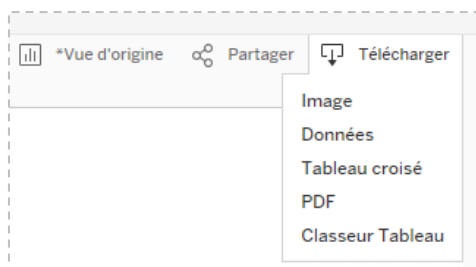 *Vue d'origine Partager Télécharger
Image
Données
Tableau croisé
PDF
Classeur Tableau